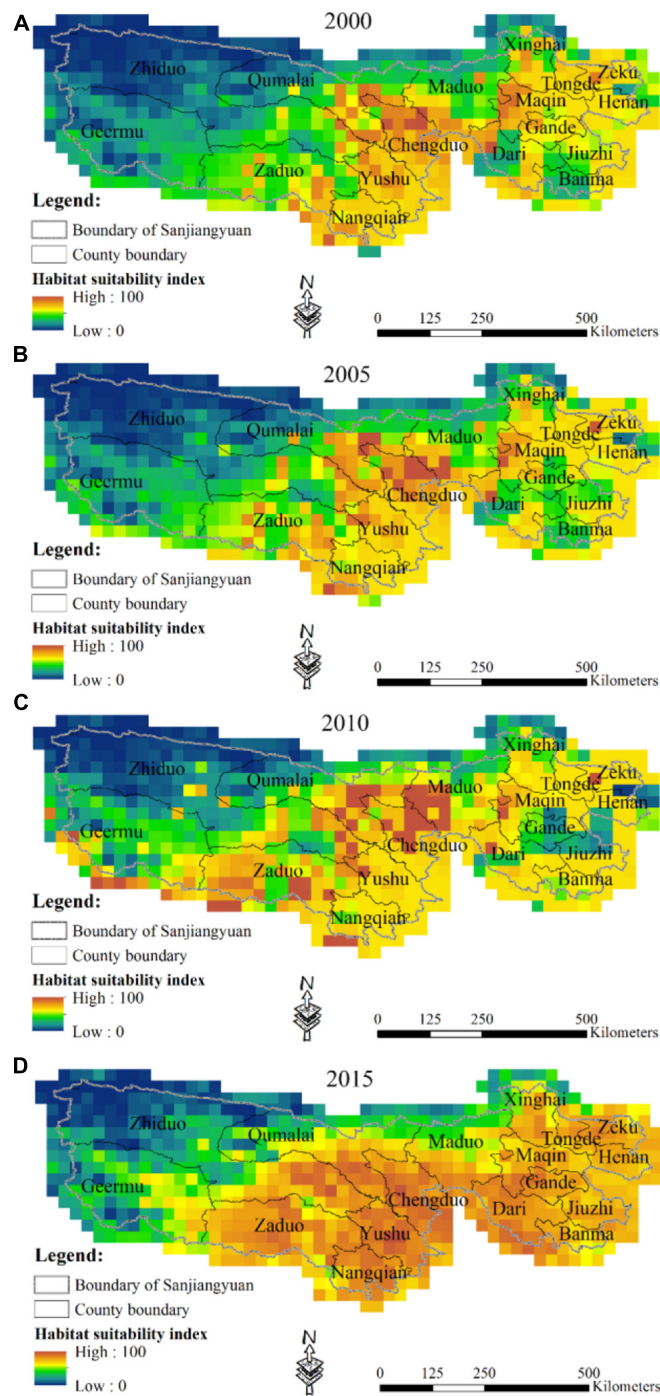 A
2000
Xinghai
Zhiduo
Qumalai
Maduo
Tongde
Zeku
Maqin
Henan
Geermu
Chengduo
Gande
Zaduo
Dari
Jiuzhi
Yushu
Banma
Nangqian
Legend:
Boundary of Sanjiangyuan
County boundary
Habitat suitability index
High : 100
Low : 0
N
0 125 250 500
Kilometers
B
2005
Xinghai
Zhiduo
Qumalai
Maduo
Tongde
Zeku
Maqin
Henan
Geermu
Chengduo
Gande
Zaduo
Dari
Jiuzhi
Yushu
Banma
Nangqian
Legend:
Boundary of Sanjiangyuan
County boundary
Habitat suitability index
High : 100
Low : 0
N
0 125 250 500
Kilometers
C
2010
Xinghai
Zhiduo
Qumalai
Maduo
Tongde
Zeku
Maqin
Henan
Geermu
Chengduo
Gande
Zaduo
Dari
Jiuzhi
Yushu
Banma
Nangqian
Legend:
Boundary of Sanjiangyuan
County boundary
Habitat suitability index
High : 100
Low : 0
N
0 125 250 500
Kilometers
D
2015
Xinghai
Zhiduo
Qumalai
Maduo
Tongde
Zeku
Maqin
Henan
Geermu
Chengduo
Gande
Zaduo
Dari
Jiuzhi
Yushu
Banma
Nangqian
Legend:
Boundary of Sanjiangyuan
County boundary
Habitat suitability index
High : 100
Low : 0
N
0 125 250 500
Kilometers